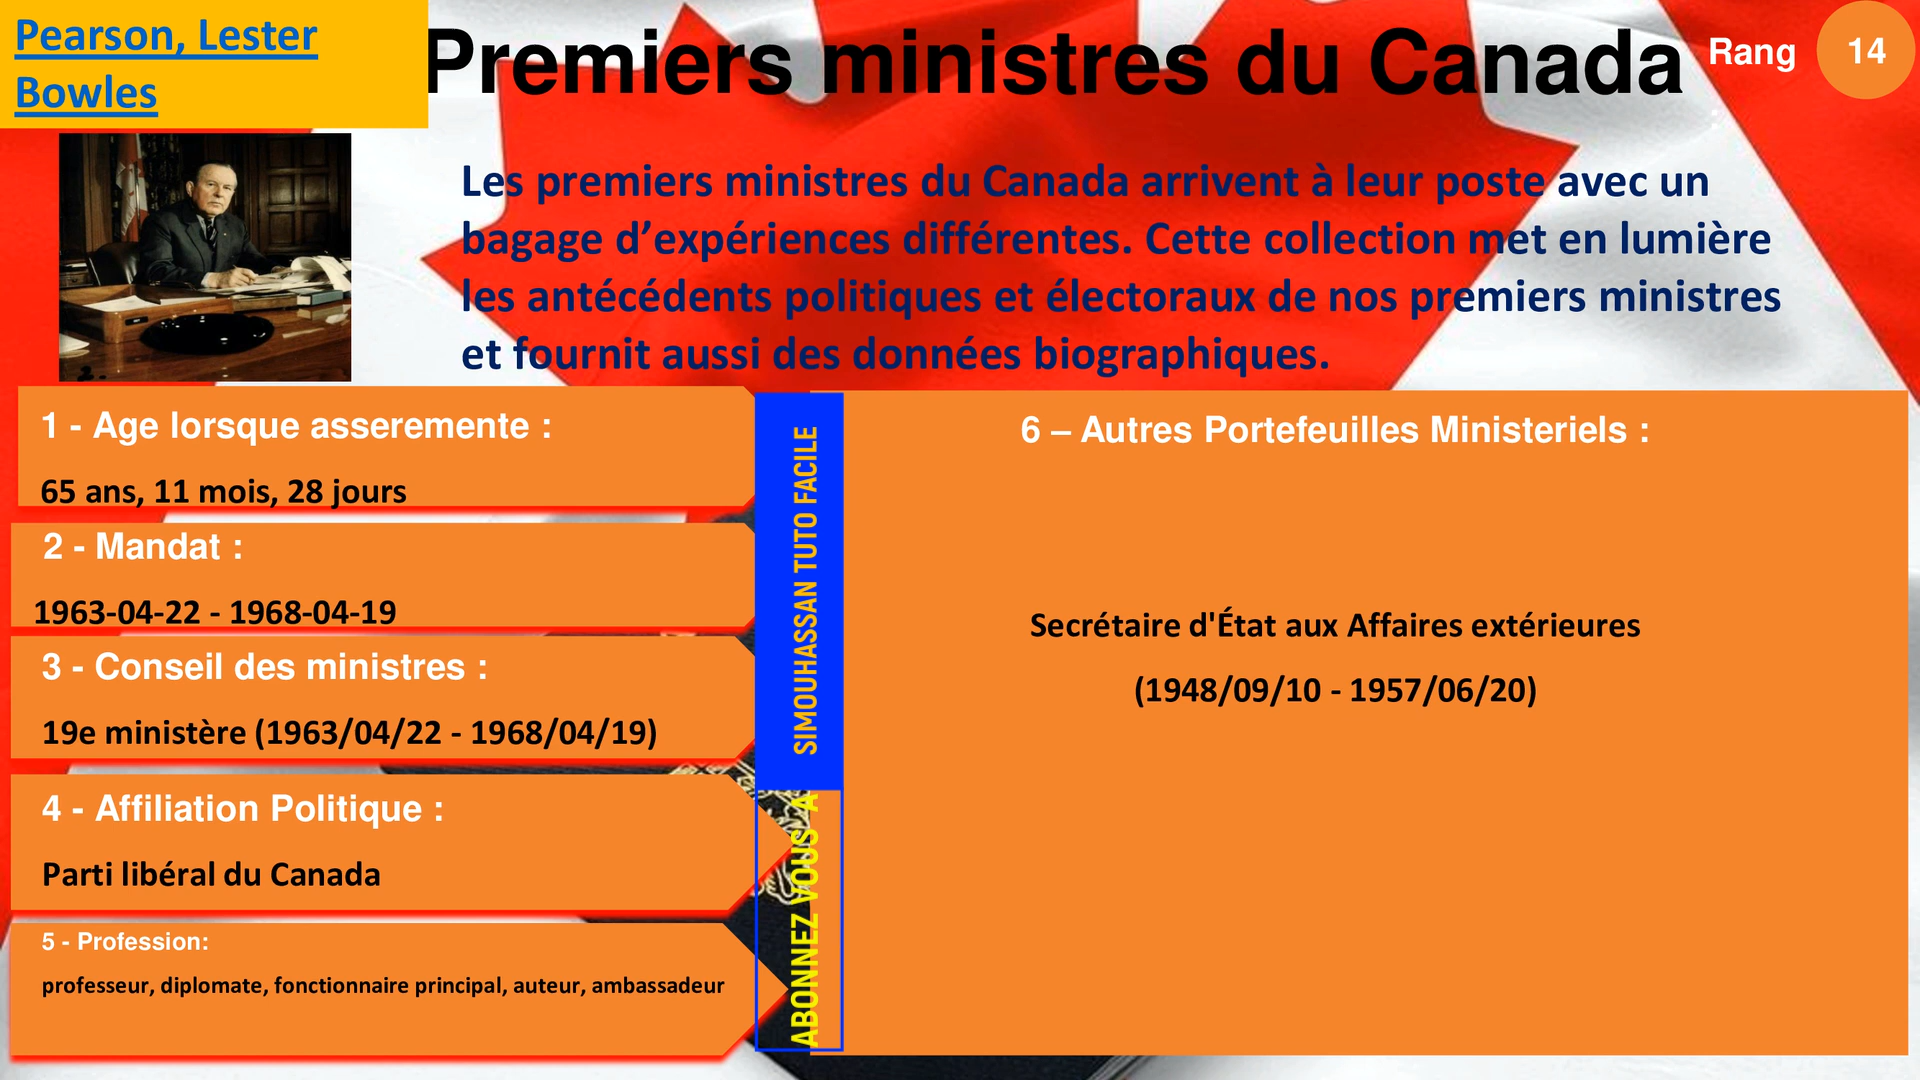 Pearson, Lester
Bowles
Premiers ministres du Canada
Rang
14
Les premiers ministres du Canada arrivent à leur poste avec un
bagage d’expériences différentes. Cette collection met en lumière
les antécédents politiques et électoraux de nos premiers ministres
et fournit aussi des données biographiques.
1 - Age lorsque asseremente :
65 ans, 11 mois, 28 jours
2 - Mandat :
1963-04-22 - 1968-04-19
3 - Conseil des ministres :
19e ministère (1963/04/22 - 1968/04/19)
4 - Affiliation Politique :
Parti libéral du Canada
5 - Profession:
professeur, diplomate, fonctionnaire principal, auteur, ambassadeur
ABONNEZ VOUS A
SIMOUHASSAN TUTO FACILE
6 – Autres Portefeuilles Ministeriels :
Secrétaire d'État aux Affaires extérieures
(1948/09/10 - 1957/06/20)